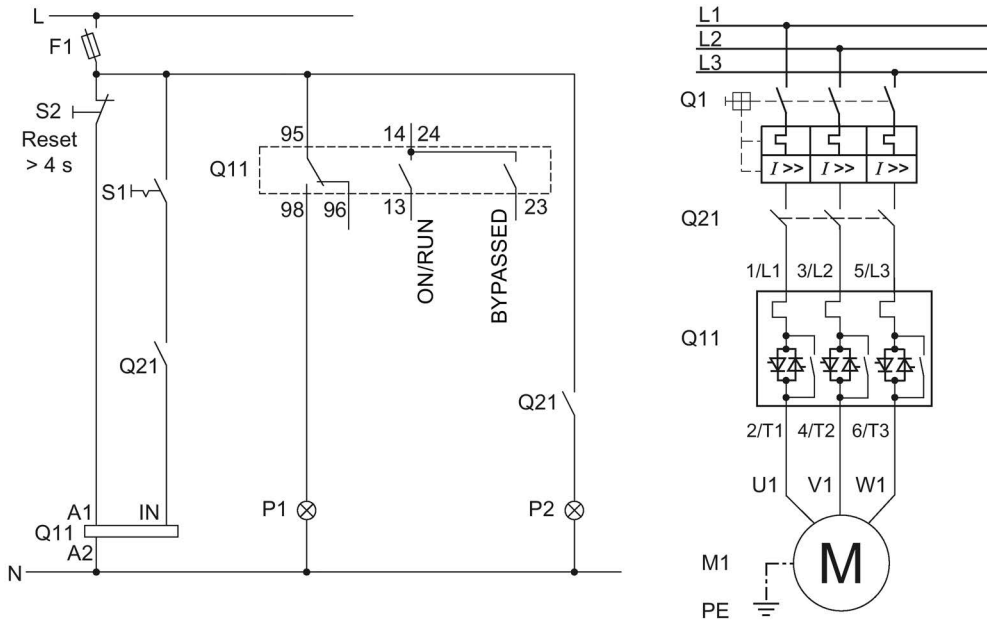 L
F1
S2
Reset
> 4 s
S1
Q21
A1
IN
Q11
A2
N
95
14
24
Q11
98
96
13
23
ON/RUN
BYPASSED
P1
Q21
P2
L1
L2
L3
Q1
I >>
I >>
I >>
Q21
1/L1
3/L2
5/L3
Q11
2/T1
4/T2
6/T3
U1
V1
W1
M1
M
PE